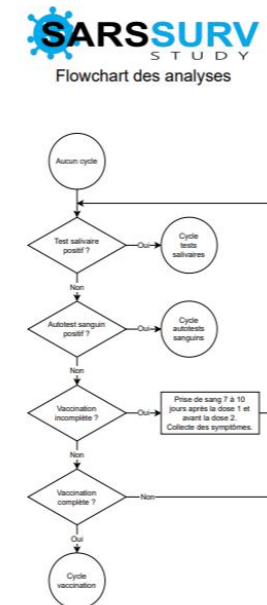 SARSSURV
STUDY
Flowchart des analyses
Aucun cycle
Test salivaire
positif ?
Oui
Cycle
tests
salivaires
Non
Autotest sanguin
positif ?
Oui
Cycle
autotests
sanguins
Non
Vaccination
incomplète ?
Oui
Prise de sang 7 à 10
jours après la dose 1 et
avant la dose 2.
Collecte des symptômes.
Non
Vaccination
complète ?
Non
Oui
Cycle
vaccination